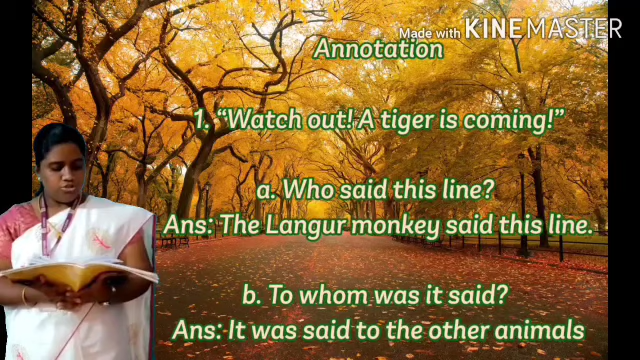 Made with KINEMASTER
Annotation
1. “Watch out! A tiger is coming!”
a. Who said this line?
Ans: The Langur monkey said this line.
b. To whom was it said?
Ans: It was said to the other animals